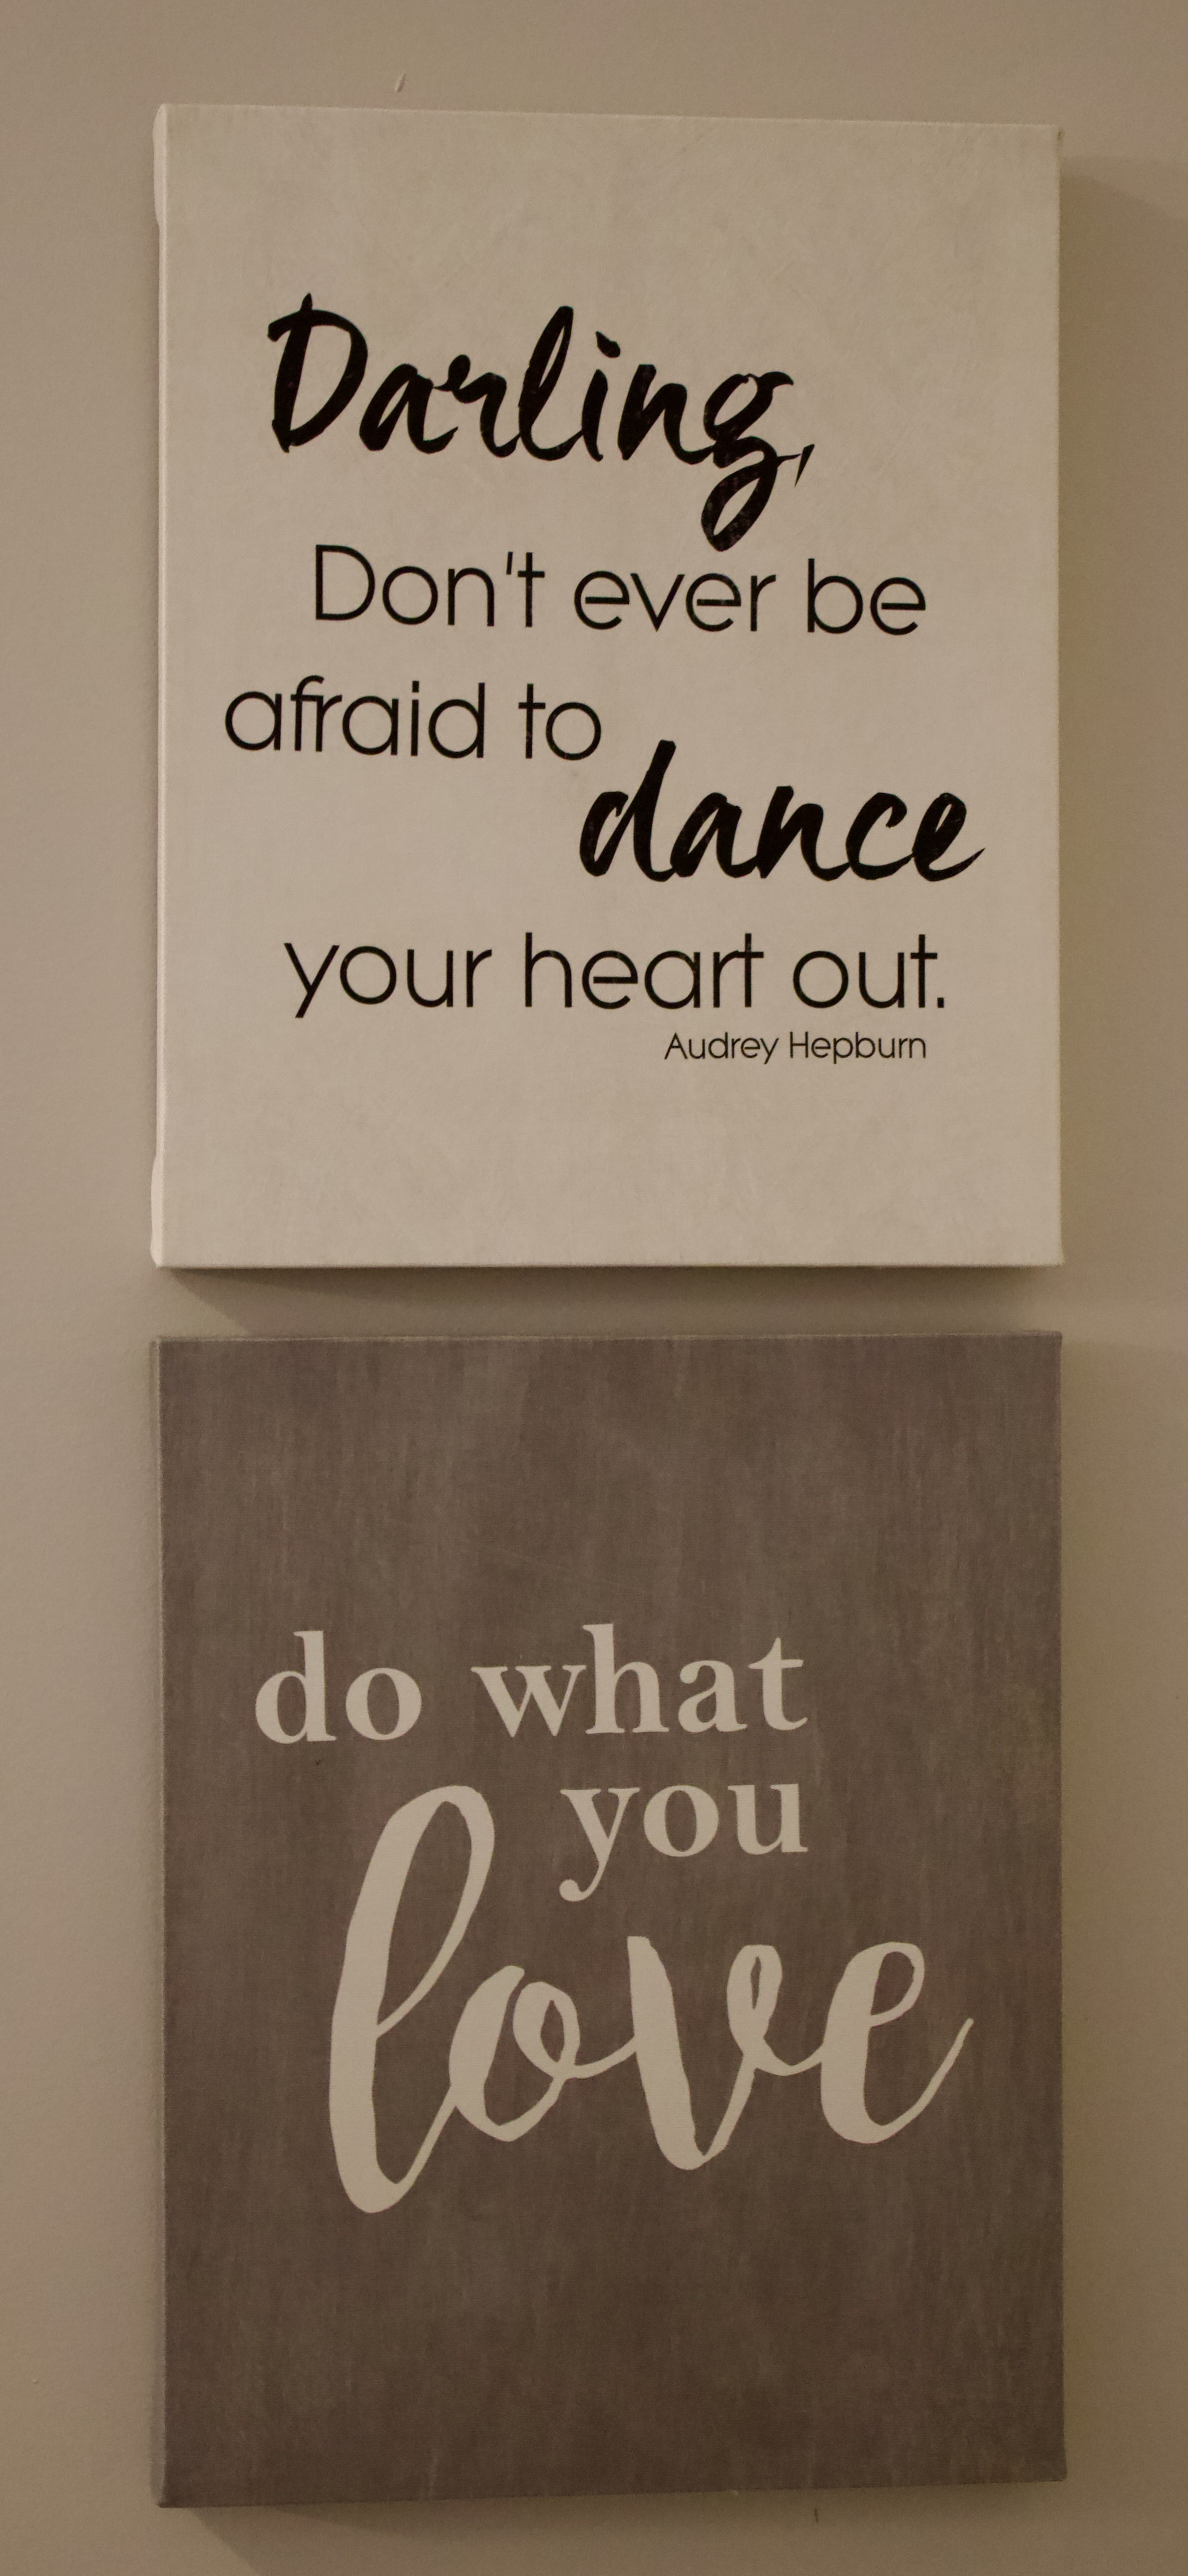 Darling,
Don't ever be
afraid to
dance
your heart out.
Audrey Hepburn
do what
you
love